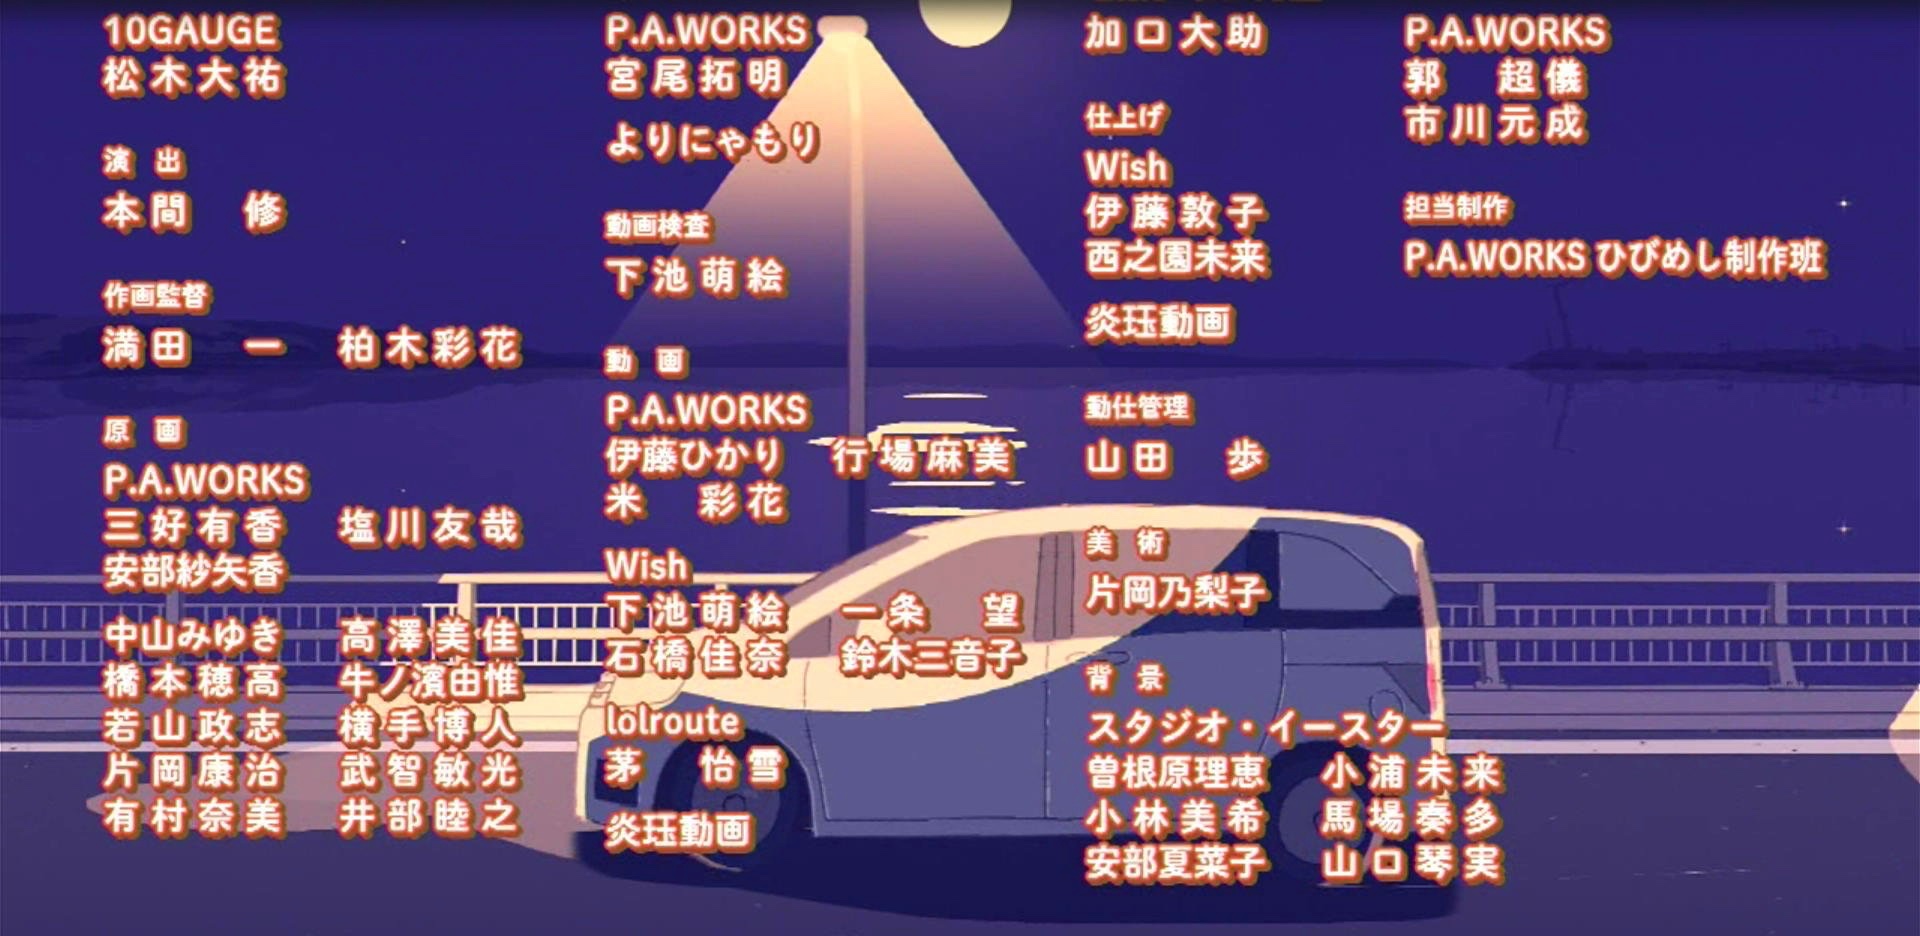 10GAUGE
松木大祐
演出
本間 修
作画監督
満田 一 柏木彩花
原画
P.A.WORKS
三好有香 塩川友哉
安部紗矢香
中山みゆき 高澤美佳
橋本穂高 牛ノ濱由惟
若山政志 横手博人
片岡康治 武智敏光
有村奈美 井部睦之
P.A.WORKS
宮尾拓明
よりにゃもり
動画検査
下池萌絵
動画
P.A.WORKS
伊藤ひかり 行場麻美
米 彩花
Wish
下池萌絵 一条 望
石橋佳奈 鈴木三音子
lolroute
茅 怡雪
炎珏動画
加口大助
仕上げ
Wish
伊藤敦子
西之園未来
炎珏動画
動仕管理
山田 歩
美術
片岡乃梨子
背景
スタジオ・イースター
曽根原理恵 小浦未来
小林美希 馬場奏多
安部夏菜子 山口琴実
P.A.WORKS
郭 超儀
市川元成
担当制作
P.A.WORKS ひびめし制作班